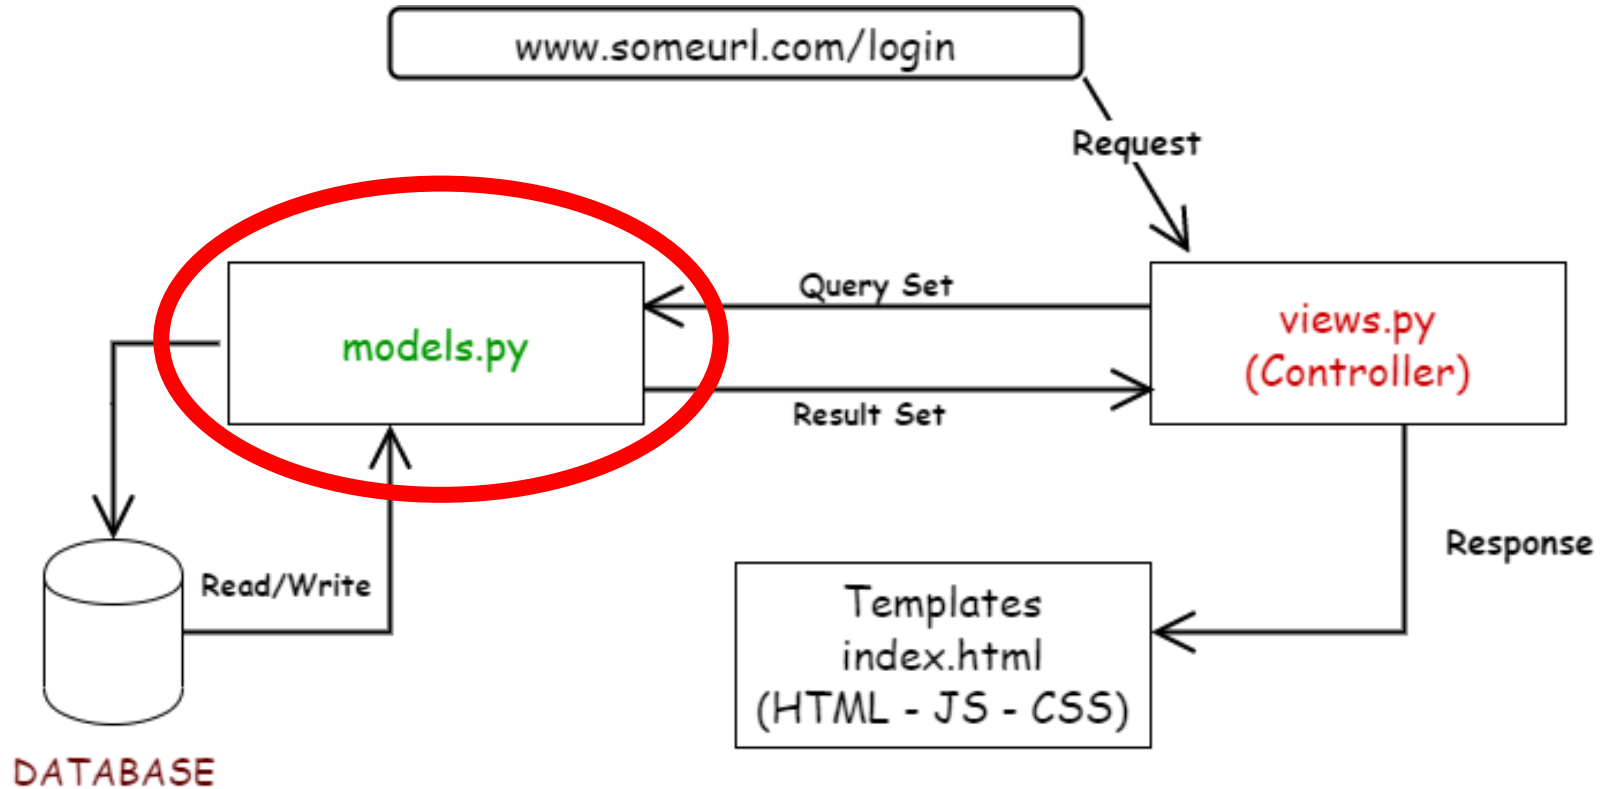 www.someurl.com/login
Request
Query Set
models.py
views.py
(Controller)
Result Set
Response
Read/Write
Templates
index.html
(HTML - JS - CSS)
DATABASE